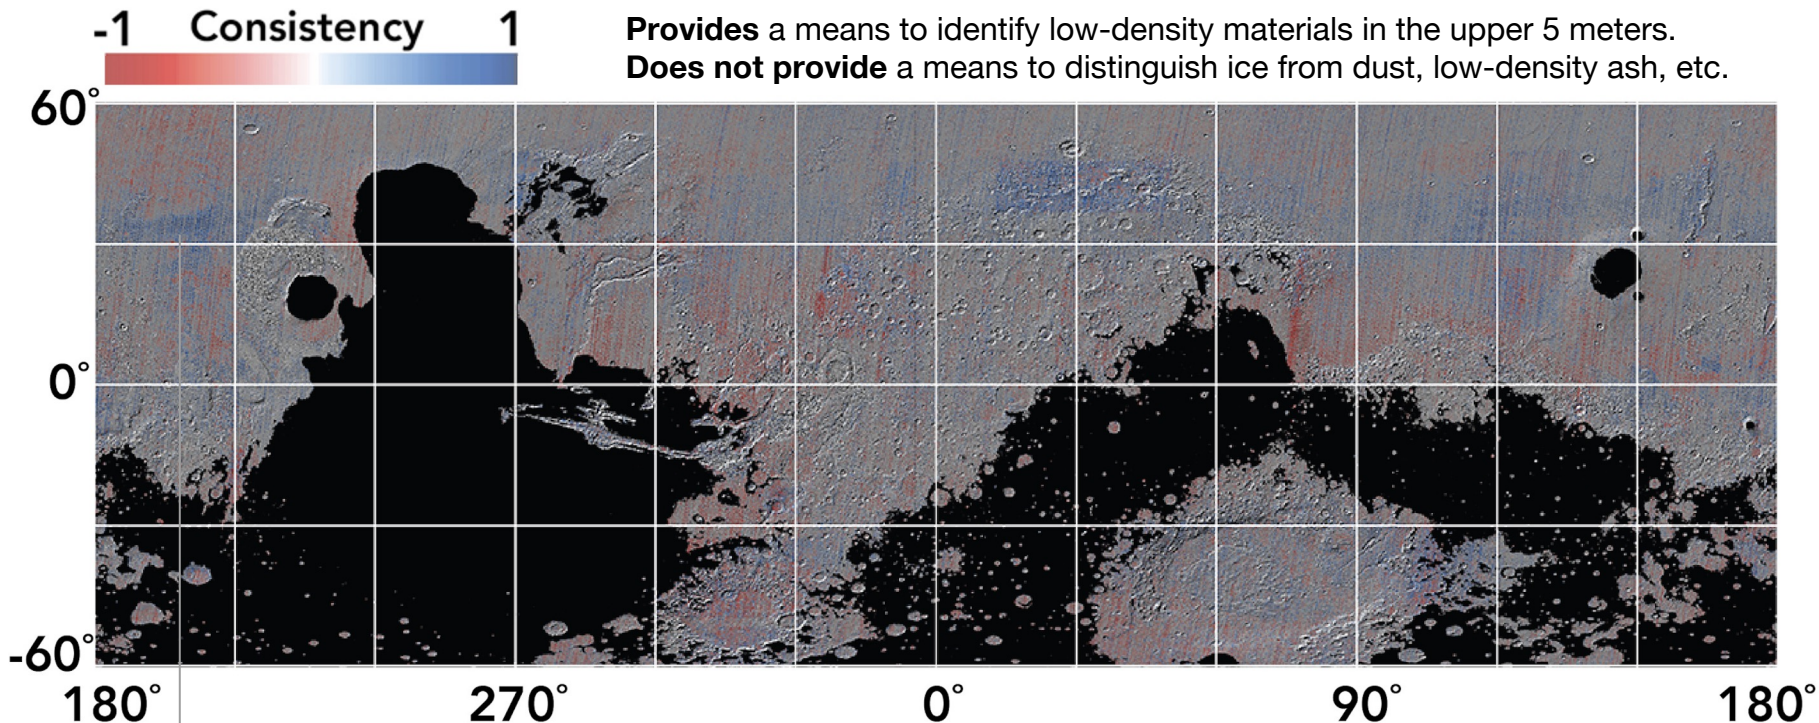 -1 Consistency 1
Provides a means to identify low-density materials in the upper 5 meters.
Does not provide a means to distinguish ice from dust, low-density ash, etc.
60°
0°
-60°
180° 270° 0° 90° 180°